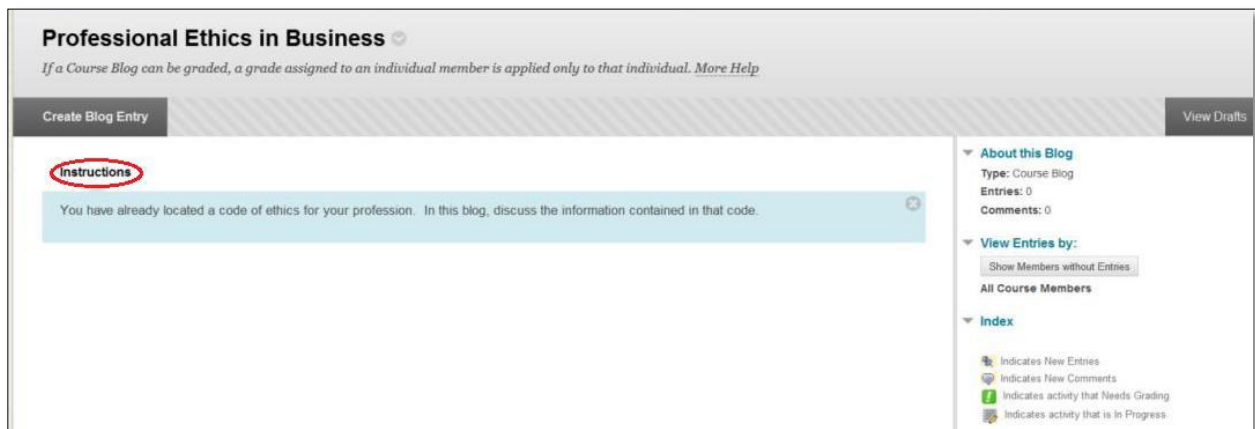 Professional Ethics in Business
If a Course Blog can be graded, a grade assigned to an individual member is applied only to that individual. More Help
Create Blog Entry
View Drafts
Instructions
You have already located a code of ethics for your profession. In this blog, discuss the information contained in that code.
About this Blog
Type: Course Blog
Entries: 0
Comments: 0
View Entries by:
Show Members without Entries
All Course Members
Index
Indicates New Entries
Indicates New Comments
Indicates activity that Needs Grading
Indicates activity that is In Progress